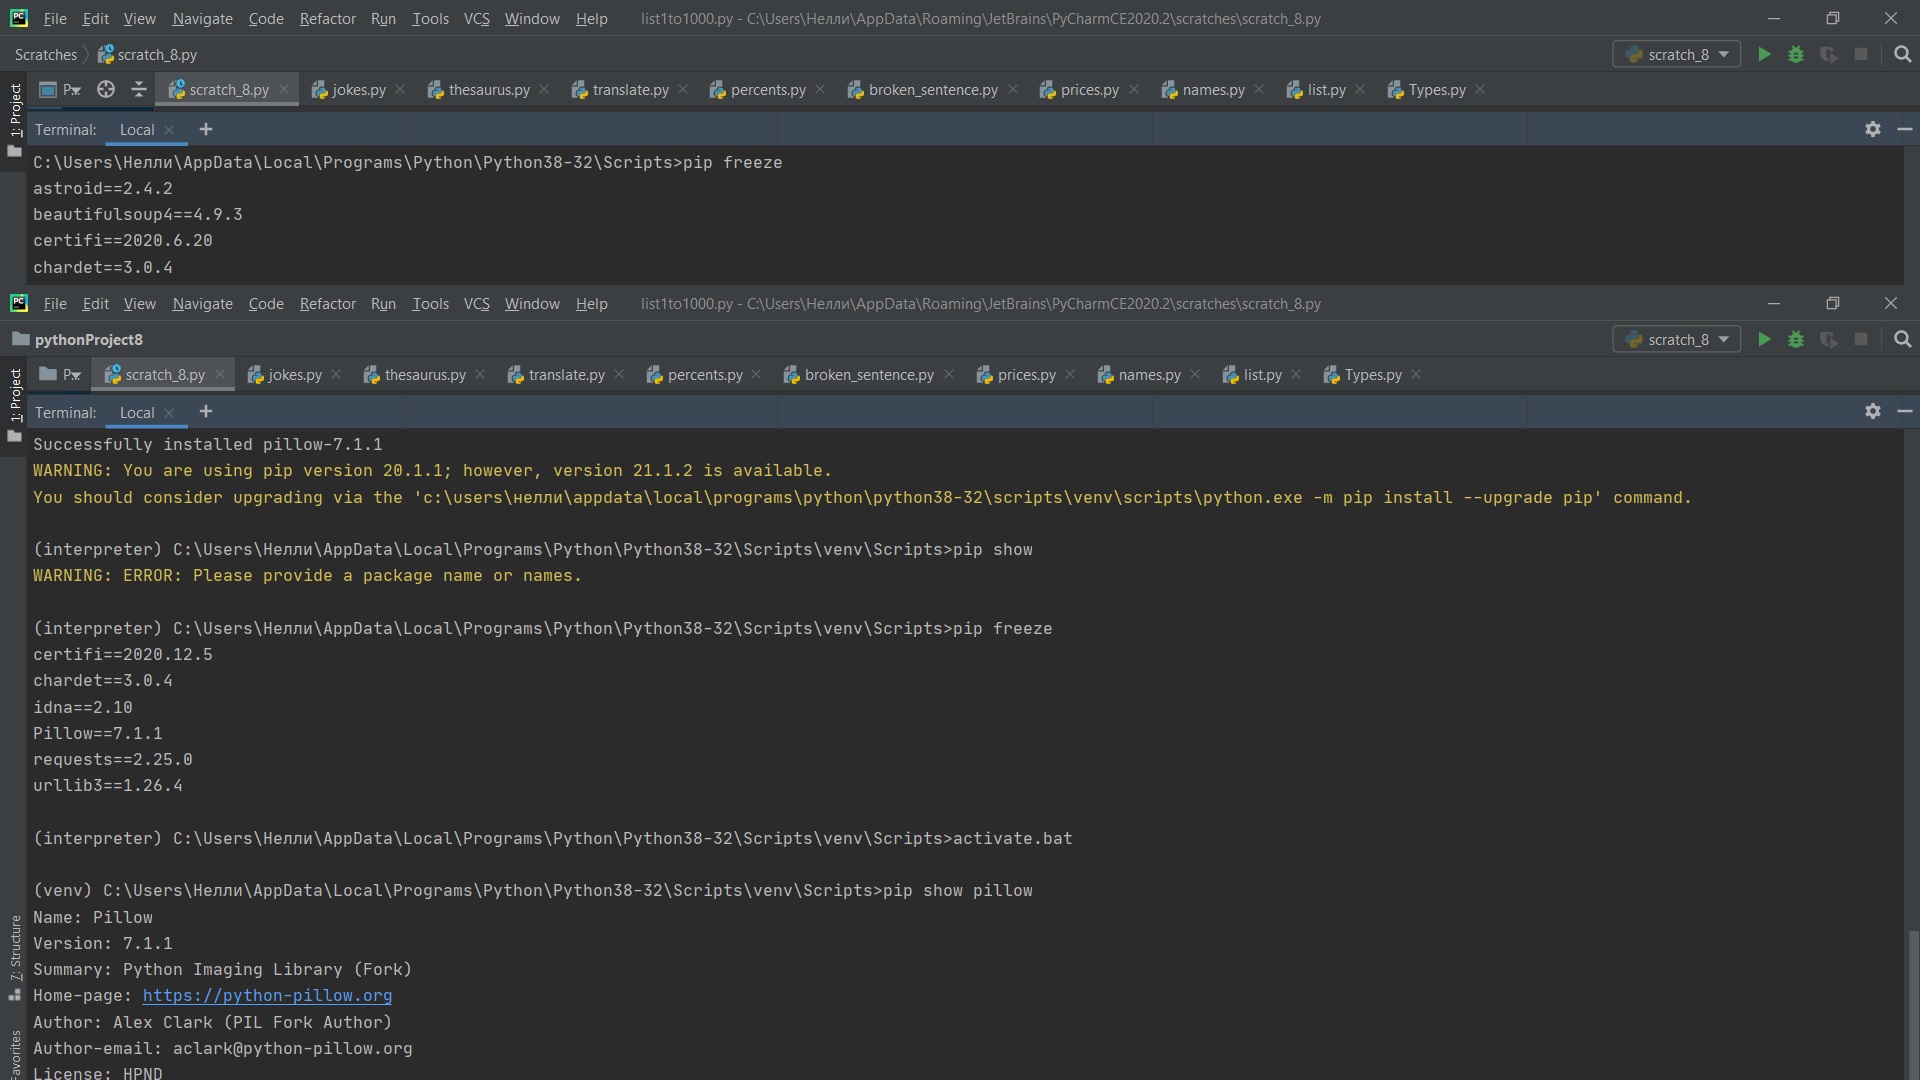 File Edit View Navigate Code Refactor Run Tools VCS Window Help list1to1000.py - C:\Users\Нелли\AppData\Roaming\JetBrains\PyCharmCE2020.2\scratches\scratch_8.py
Scratches scratch_8.py scratch_8
1: Project P... scratch_8.py jokes.py thesaurus.py translate.py percents.py broken_sentence.py prices.py names.py list.py Types.py
Terminal: Local +
C:\Users\Нелли\AppData\Local\Programs\Python\Python38-32\Scripts>pip freeze
astroid==2.4.2
beautifulsoup4==4.9.3
certifi==2020.6.20
chardet==3.0.4
File Edit View Navigate Code Refactor Run Tools VCS Window Help list1to1000.py - C:\Users\Нелли\AppData\Roaming\JetBrains\PyCharmCE2020.2\scratches\scratch_8.py
pythonProject8 scratch_8
1: Project P... scratch_8.py jokes.py thesaurus.py translate.py percents.py broken_sentence.py prices.py names.py list.py Types.py
Terminal: Local +
Successfully installed pillow-7.1.1
WARNING: You are using pip version 20.1.1; however, version 21.1.2 is available.
You should consider upgrading via the 'c:\users\нелли\appdata\local\programs\python\python38-32\scripts\venv\scripts\python.exe -m pip install --upgrade pip' command.
(interpreter) C:\Users\Нелли\AppData\Local\Programs\Python\Python38-32\Scripts\venv\Scripts>pip show
WARNING: ERROR: Please provide a package name or names.
(interpreter) C:\Users\Нелли\AppData\Local\Programs\Python\Python38-32\Scripts\venv\Scripts>pip freeze
certifi==2020.12.5
chardet==3.0.4
idna==2.10
Pillow==7.1.1
requests==2.25.0
urllib3==1.26.4
(interpreter) C:\Users\Нелли\AppData\Local\Programs\Python\Python38-32\Scripts\venv\Scripts>activate.bat
(venv) C:\Users\Нелли\AppData\Local\Programs\Python\Python38-32\Scripts\venv\Scripts>pip show pillow
Name: Pillow
Version: 7.1.1
7: Structure
Summary: Python Imaging Library (Fork)
Home-page: https://python-pillow.org
Author: Alex Clark (PIL Fork Author)
Author-email: aclark@python-pillow.org
Favorites
License: HPND